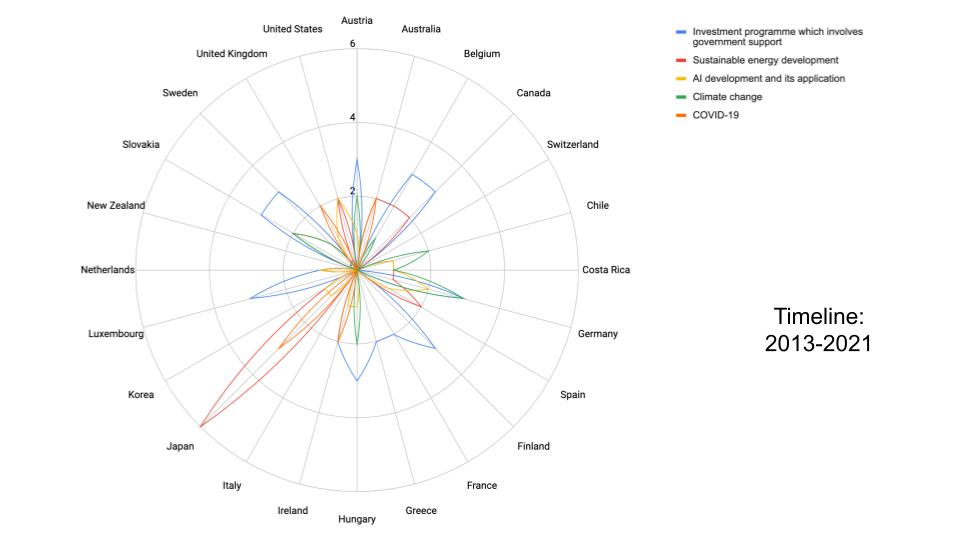 Austria
Australia
Belgium
Canada
Switzerland
Chile
Costa Rica
Germany
Spain
Finland
France
Greece
Hungary
Ireland
Italy
Japan
Korea
Luxembourg
Netherlands
New Zealand
Slovakia
Sweden
United Kingdom
United States
6
4
2
Investment programme which involves
government support
Sustainable energy development
AI development and its application
Climate change
COVID-19
Timeline:
2013-2021